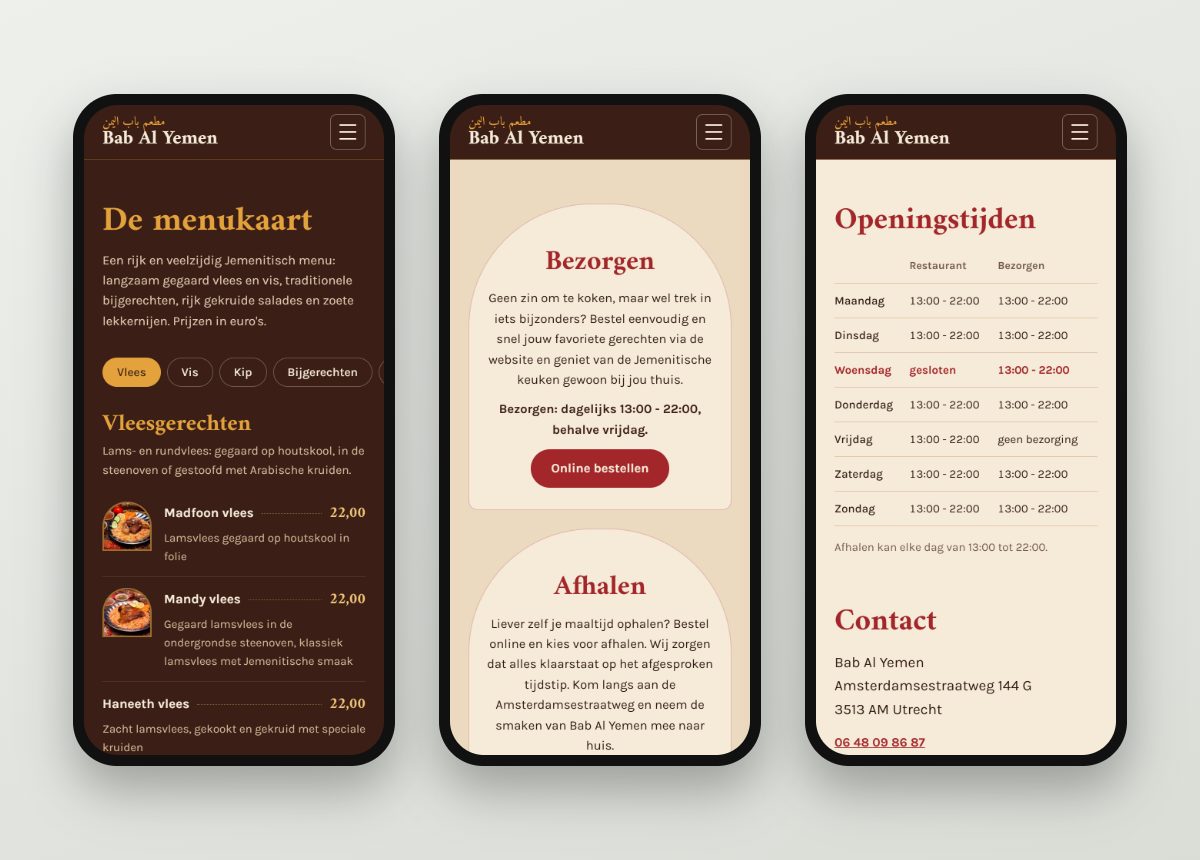 مطعم باب اليمن
Bab Al Yemen
De menukaart
Een rijk en veelzijdig Jemenitisch menu:
langzaam gegaard vlees en vis, traditionele
bijgerechten, rijk gekruide salades en zoete
lekkernijen. Prijzen in euro's.
Vlees
Vis
Kip
Bijgerechten
Vleesgerechten
Lams- en rundvlees: gegaard op houtskool, in de
steenoven of gestoofd met Arabische kruiden.
Madfoon vlees 22,00
Lamsvlees gegaard op houtskool in
folie
Mandy vlees 22,00
Gegaard lamsvlees in de
ondergrondse steenoven, klassiek
lamsvlees met Jemenitische smaak
Haneeth vlees 22,00
Zacht lamsvlees, gekookt en gekruid met speciale
kruiden
مطعم باب اليمن
Bab Al Yemen
Bezorgen
Geen zin om te koken, maar wel trek in
iets bijzonders? Bestel eenvoudig en
snel jouw favoriete gerechten via de
website en geniet van de Jemenitische
keuken gewoon bij jou thuis.
Bezorgen: dagelijks 13:00 - 22:00,
behalve vrijdag.
Online bestellen
Afhalen
Liever zelf je maaltijd ophalen? Bestel
online en kies voor afhalen. Wij zorgen
dat alles klaarstaat op het afgesproken
tijdstip. Kom langs aan de
Amsterdamsestraatweg en neem de
smaken van Bab Al Yemen mee naar
huis.
مطعم باب اليمن
Bab Al Yemen
Openingstijden
Restaurant Bezorgen
Maandag 13:00 - 22:00 13:00 - 22:00
Dinsdag 13:00 - 22:00 13:00 - 22:00
Woensdag gesloten 13:00 - 22:00
Donderdag 13:00 - 22:00 13:00 - 22:00
Vrijdag 13:00 - 22:00 geen bezorging
Zaterdag 13:00 - 22:00 13:00 - 22:00
Zondag 13:00 - 22:00 13:00 - 22:00
Afhalen kan elke dag van 13:00 tot 22:00.
Contact
Bab Al Yemen
Amsterdamsestraatweg 144 G
3513 AM Utrecht
06 48 09 86 87